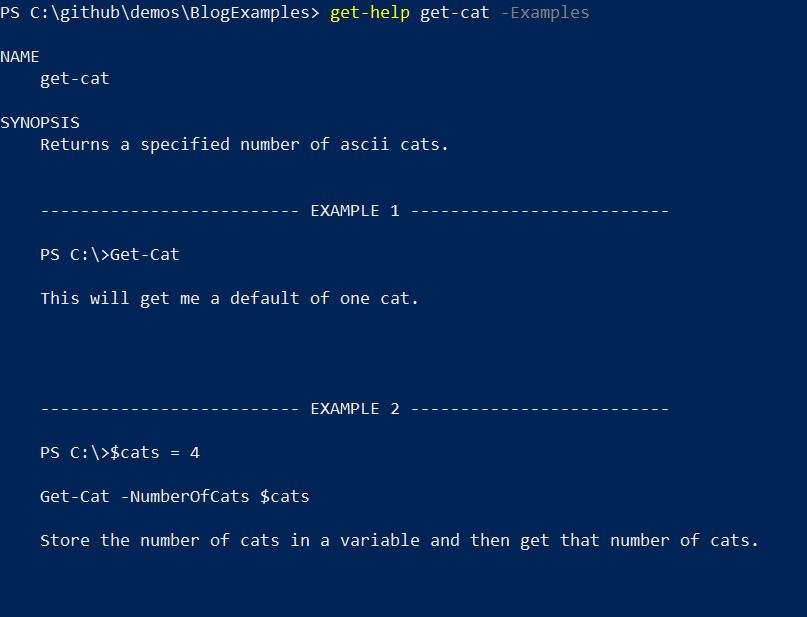 PS C:\github\demos\BlogExamples> get-help get-cat -Examples
NAME
get-cat
SYNOPSIS
Returns a specified number of ascii cats.
-------------------------- EXAMPLE 1 --------------------------
PS C:\>Get-Cat
This will get me a default of one cat.
-------------------------- EXAMPLE 2 --------------------------
PS C:\>$cats = 4
Get-Cat -NumberOfCats $cats
Store the number of cats in a variable and then get that number of cats.